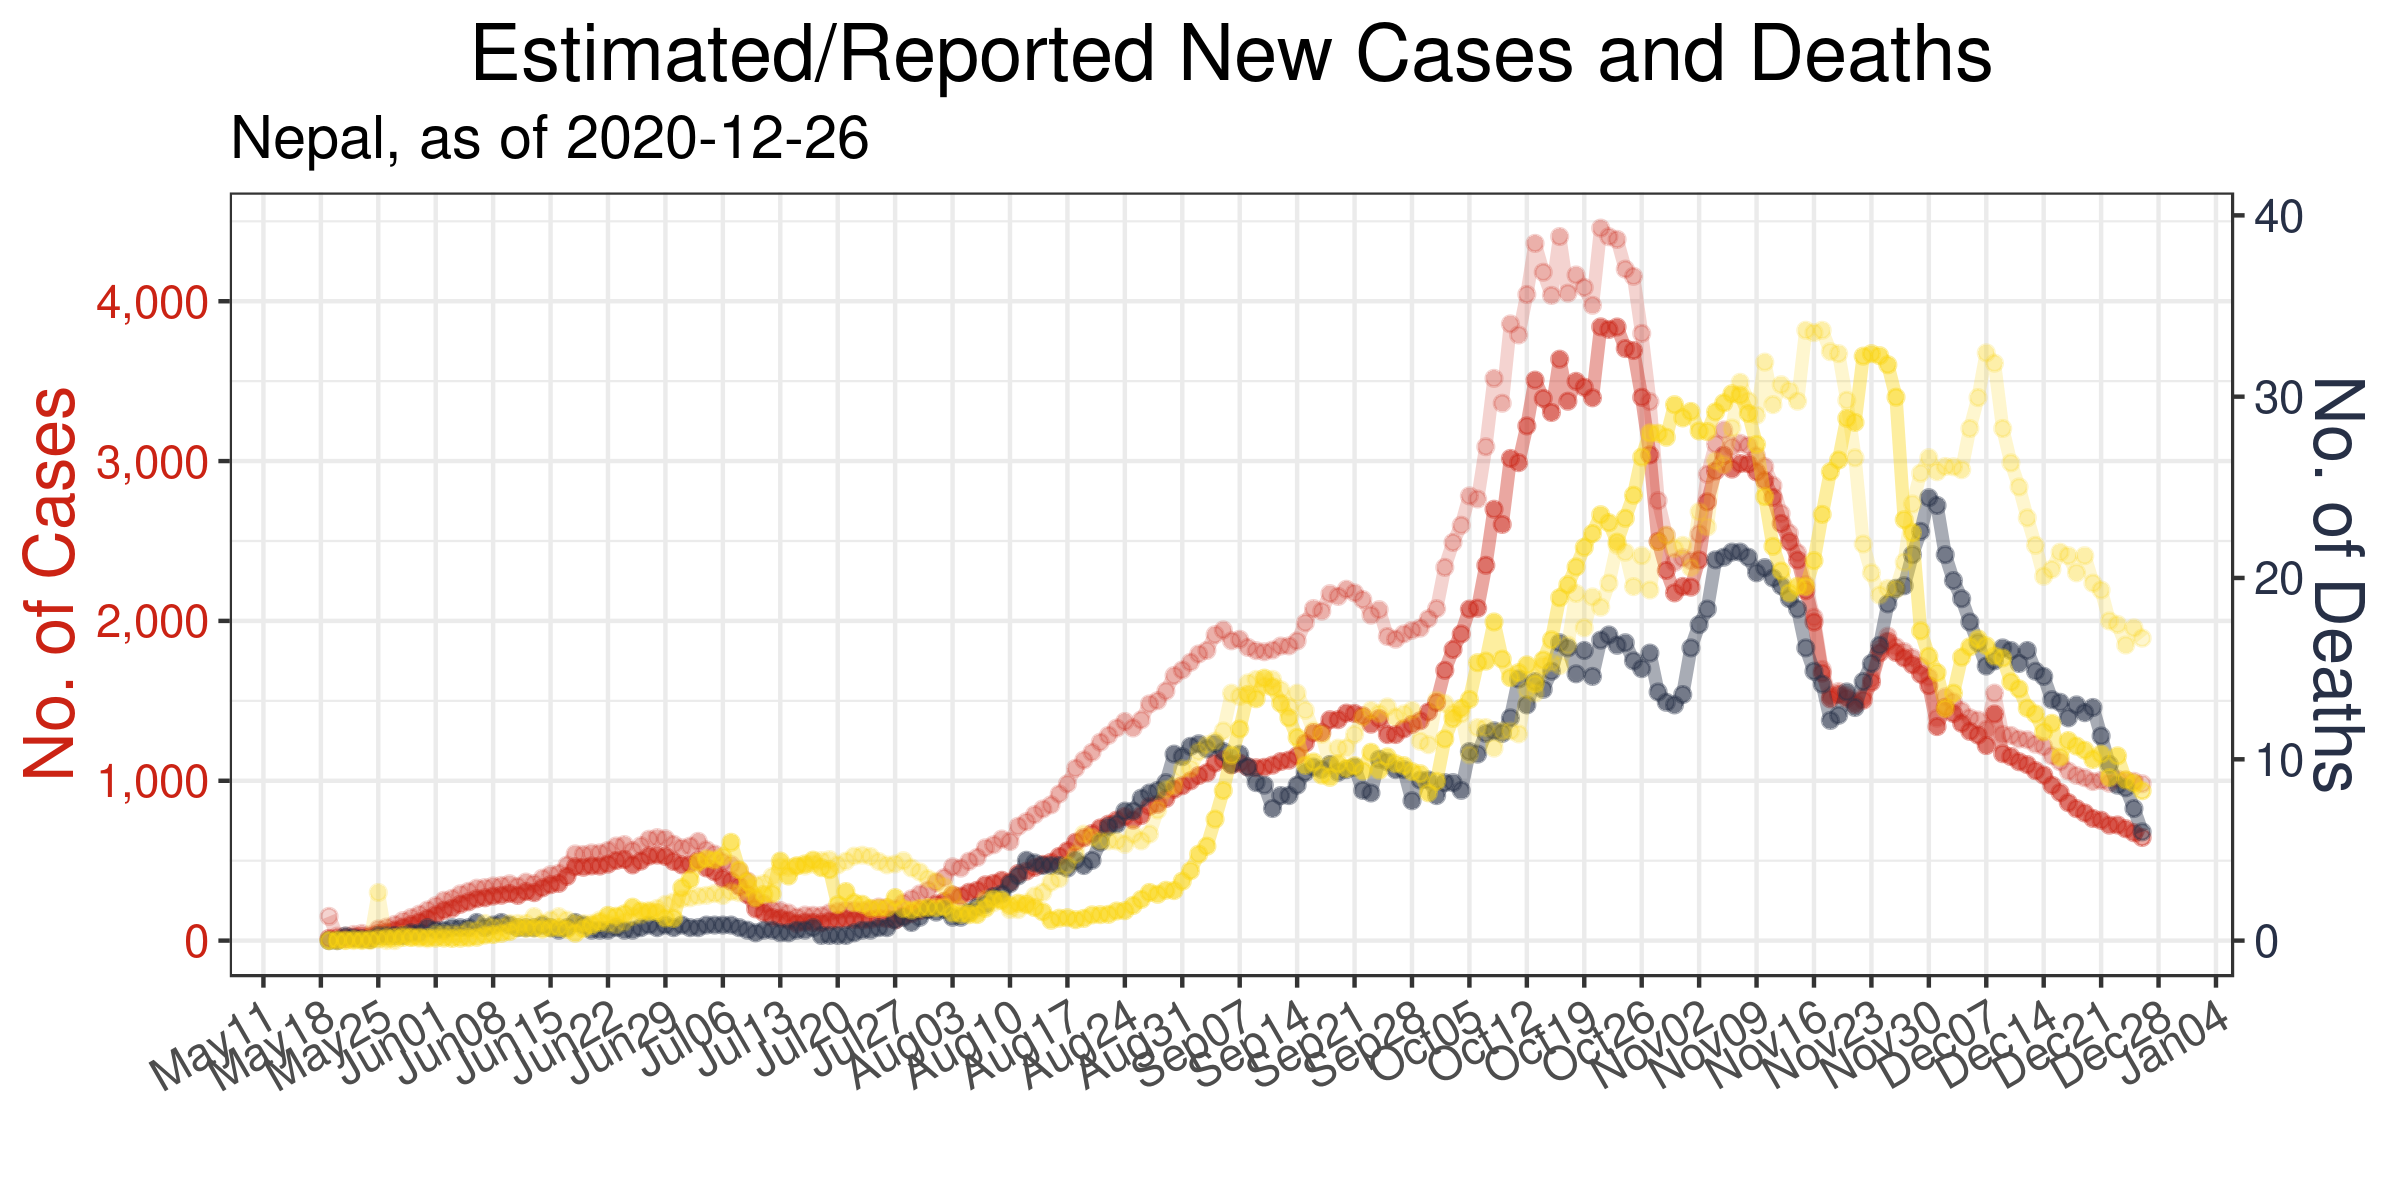 Estimated/Reported New Cases and Deaths
Nepal, as of 2020-12-26
No. of Cases
4,000
3,000
2,000
1,000
0
No. of Deaths
40
30
20
10
0
May11
May18
May25
Jun01
Jun08
Jun15
Jun22
Jun29
Jul06
Jul13
Jul20
Jul27
Aug03
Aug10
Aug17
Aug24
Aug31
Sep07
Sep14
Sep21
Sep28
Oct05
Oct12
Oct19
Oct26
Nov02
Nov09
Nov16
Nov23
Nov30
Dec07
Dec14
Dec21
Dec28
Jan04